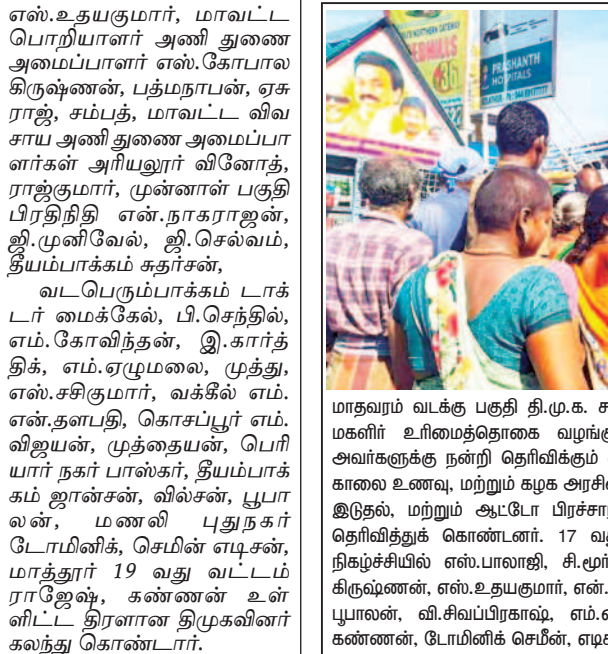 எஸ்.உதயகுமார், மாவட்ட
பொறியாளர் அணி துணை
அமைப்பாளர் எஸ்.கோபால
கிருஷ்ணன், பத்மநாபன், ஏசு
ராஜ், சம்பத், மாவட்ட விவ
சாய அணி துணை அமைப்பா
ளர்கள் அரியலூர் வினோத்,
ராஜ்குமார், முன்னாள் பகுதி
பிரதிநிதி என்.நாகராஜன்,
ஜி.முனிவேல், ஜி.செல்வம்,
தீயம்பாக்கம் சுதர்சன்,
வடபெரும்பாக்கம் டாக்
டர் மைக்கேல், பி.செந்தில்,
எம்.கோவிந்தன், இ.கார்த்
திக், எம்.ஏழுமலை, முத்து,
எஸ்.சசிகுமார், வக்கீல் எம்.
என்.தளபதி, கொசப்பூர் எம்.
விஜயன், முத்தையன், பெரி
யார் நகர் பாஸ்கர், தீயம்பாக்
கம் ஜான்சன், வில்சன், பூபா
லன், மணலி புதுநகர்
டோமினிக், செமின் எடிசன்,
மாத்தூர் 19 வது வட்டம்
ராஜேஷ், கண்ணன் உள்
ளிட்ட திரளான திமுகவினர்
கலந்து கொண்டார்.
NORTHERN GATEWAY
REDMILLS
PRASHANTH
HOSPITALS
மாதவரம் வடக்கு பகுதி தி.மு.க.
மகளிர் உரிமைத்தொகை
அவர்களுக்கு நன்றி தெரிவிக்கும்
காலை உணவு, மற்றும் கழக
இடுதல், மற்றும் ஆட்டோ
தெரிவித்துக் கொண்டனர். 17
நிகழ்ச்சியில் எஸ்.பாலாஜி,
கிருஷ்ணன், எஸ்.உதயகுமார், என்.
பூபாலன், வி.சிவப்பிரகாஷ்,
கண்ணன், டோமினிக் செமீன்,